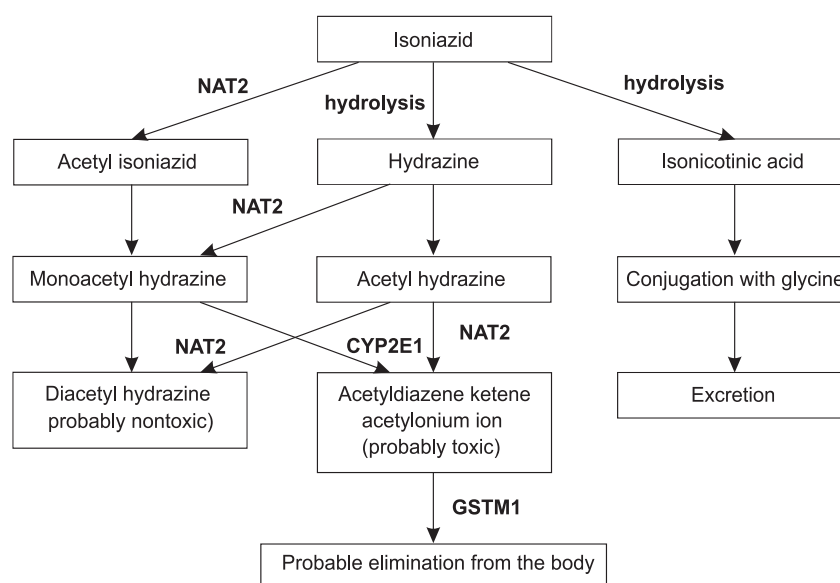 Isoniazid
NAT2
hydrolysis
hydrolysis
Acetyl isoniazid
Hydrazine
Isonicotinic acid
NAT2
Monoacetyl hydrazine
Acetyl hydrazine
Conjugation with glycine
NAT2
CYP2E1
NAT2
Diacetyl hydrazine
probably nontoxic)
Acetyldiazene ketene
acetylonium ion
(probably toxic)
Excretion
GSTM1
Probable elimination from the body